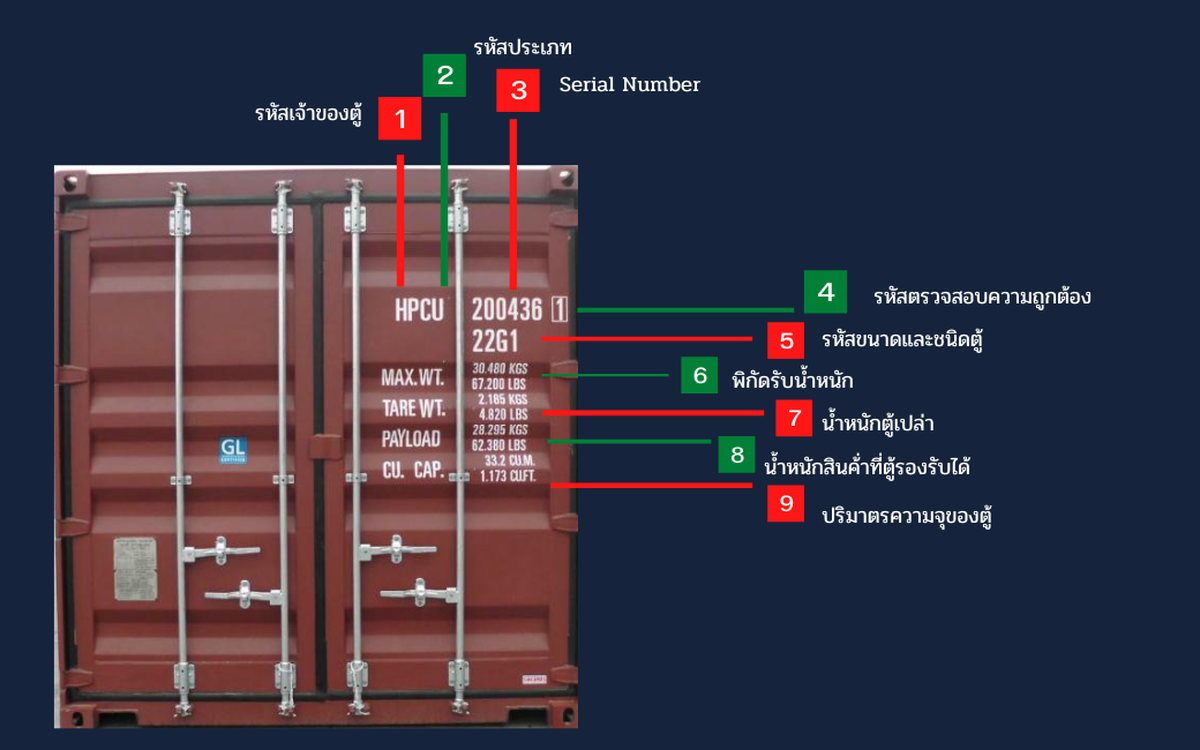 รหัสประเภท
2
3
Serial Number
รหัสเจ้าของตู้
1
4
รหัสตรวจสอบความถูกต้อง
HPCU 200436 1
22G1
5
รหัสขนาดและชนิดตู้
MAX.WT. 30.480 KGS
67.200 LBS
6
พิกัดรับน้ำหนัก
TARE WT. 2.185 KGS
4.820 LBS
7
น้ำหนักตู้เปล่า
PAYLOAD 28.295 KGS
62.380 LBS
8
น้ำหนักสินค้ำที่ตู้รองรับได้
CU. CAP. 33.2 CU.M.
1.173 CU.FT.
9
ปริมาตรความจุของตู้
GL